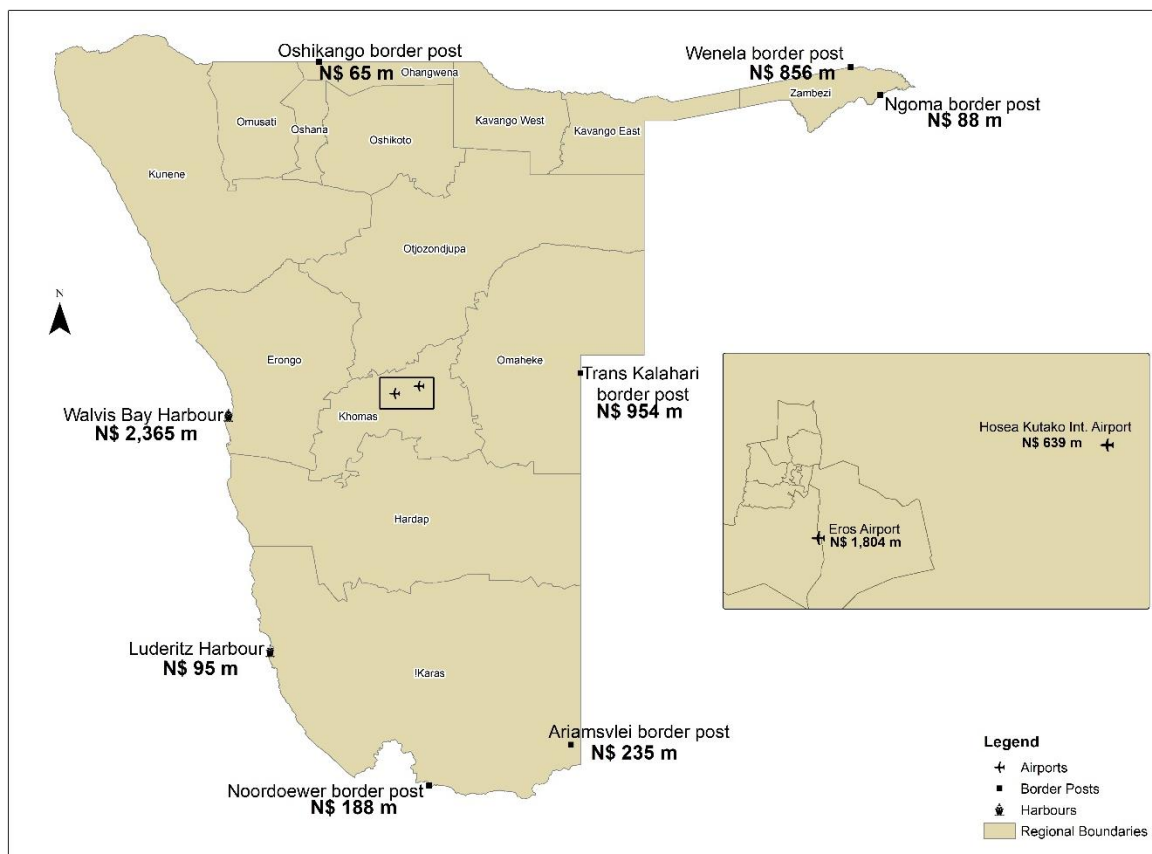 Oshikango border post
N$ 65 m
Wenela border post
N$ 856 m
Ngoma border post
N$ 88 m
Ohangwena
Zambezi
Omusati
Oshana
Oshikoto
Kavango West
Kavango East
Kunene
Otjozondjupa
N
Erongo
Omaheke
Trans Kalahari
border post
N$ 954 m
Walvis Bay Harbour
N$ 2,365 m
Khomas
Hosea Kutako Int. Airport
N$ 639 m
Eros Airport
N$ 1,804 m
Hardap
Luderitz Harbour
N$ 95 m
!Karas
Ariamsvlei border post
N$ 235 m
Noordoewer border post
N$ 188 m
Legend
Airports
Border Posts
Harbours
Regional Boundaries